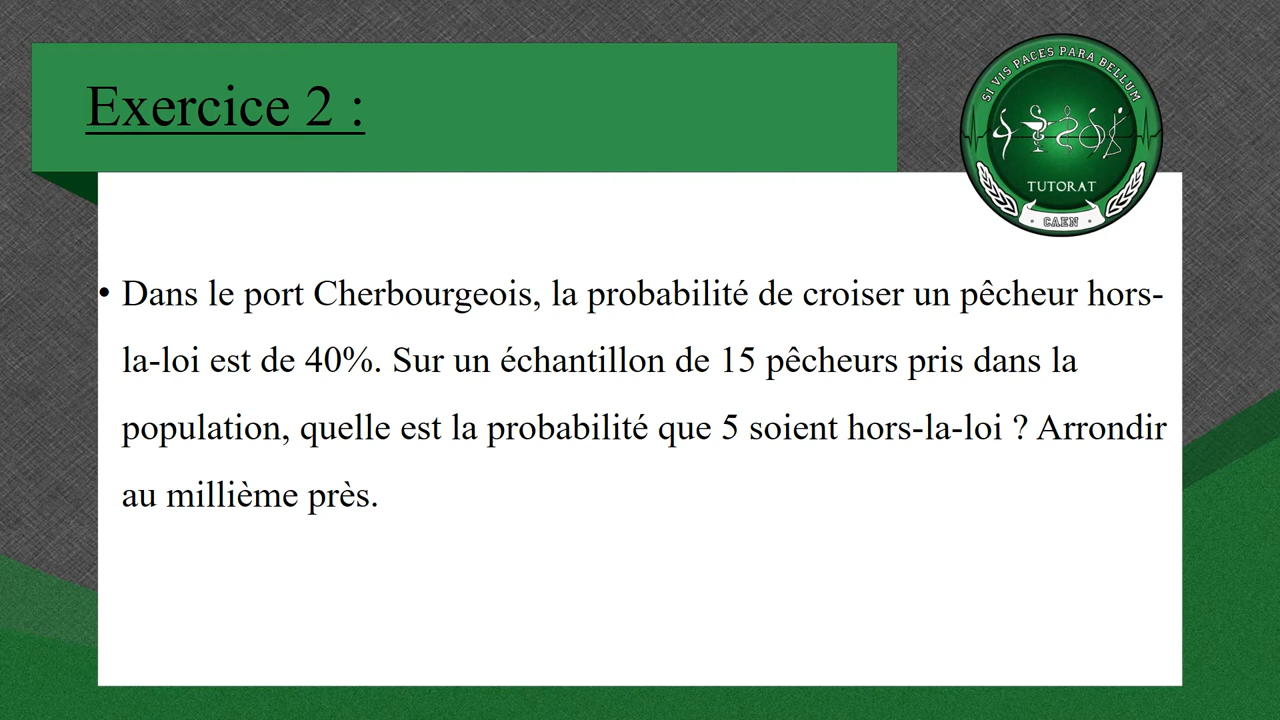 Exercice 2 :
SI VIS PACES PARA BELLUM
TUTORAT
CAEN
• Dans le port Cherbourgeois, la probabilité de croiser un pêcheur hors-
la-loi est de 40%. Sur un échantillon de 15 pêcheurs pris dans la
population, quelle est la probabilité que 5 soient hors-la-loi ? Arrondir
au millième près.